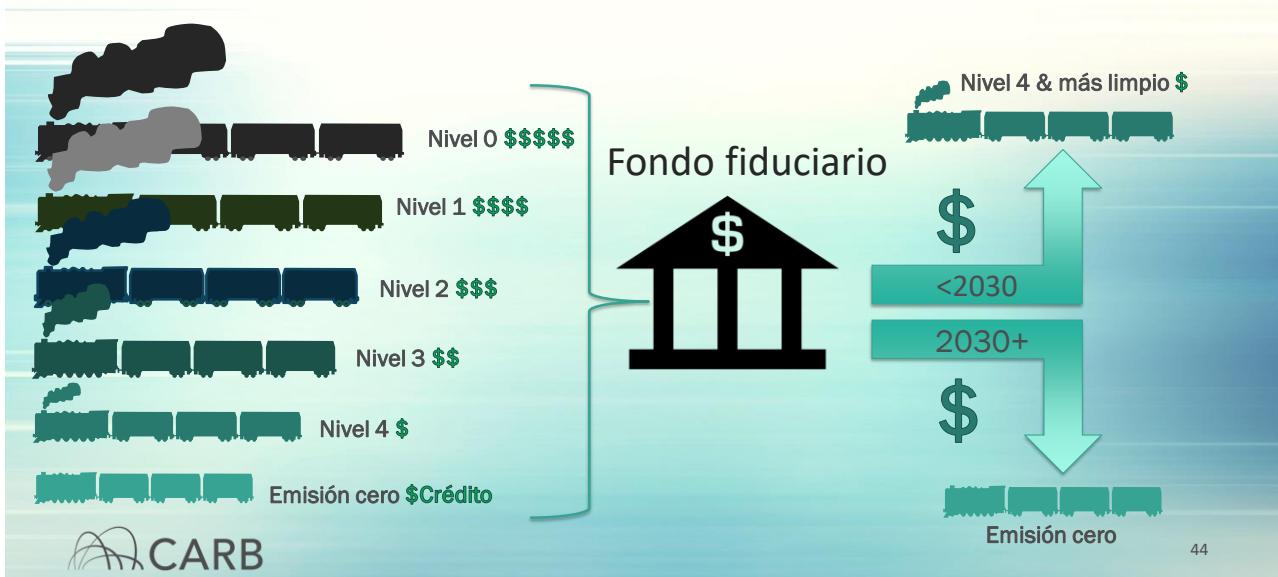 Nivel 0 $$$$$
Nivel 1 $$$$
Nivel 2 $$$
Nivel 3 $$
Nivel 4 $
Emisión cero $Crédito
Fondo fiduciario
$
Nivel 4 & más limpio $
$
<2030
2030+
$
Emisión cero
CARB
44